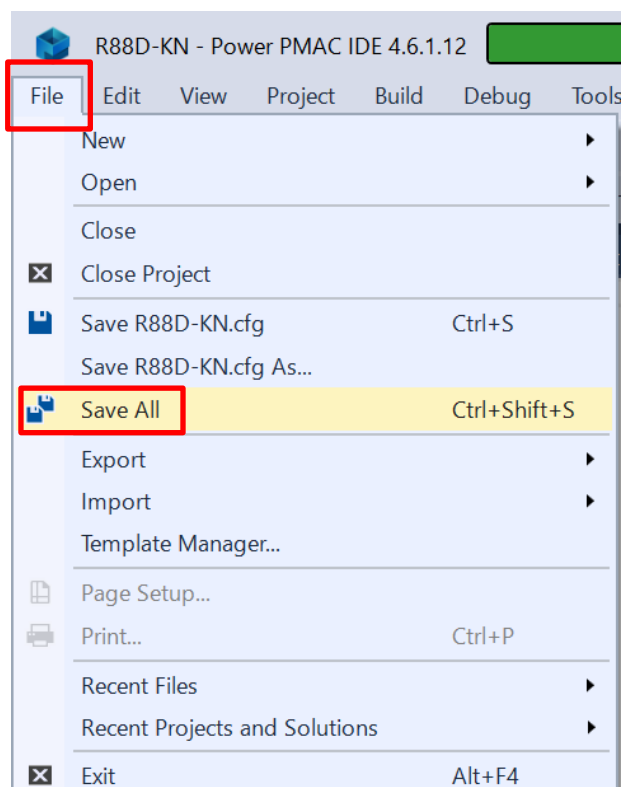 R88D-KN - Power PMAC IDE 4.6.1.12
File Edit View Project Build Debug Tools
New
Open
Close
Close Project
Save R88D-KN.cfg Ctrl+S
Save R88D-KN.cfg As...
Save All Ctrl+Shift+S
Export
Import
Template Manager...
Page Setup...
Print... Ctrl+P
Recent Files
Recent Projects and Solutions
Exit Alt+F4